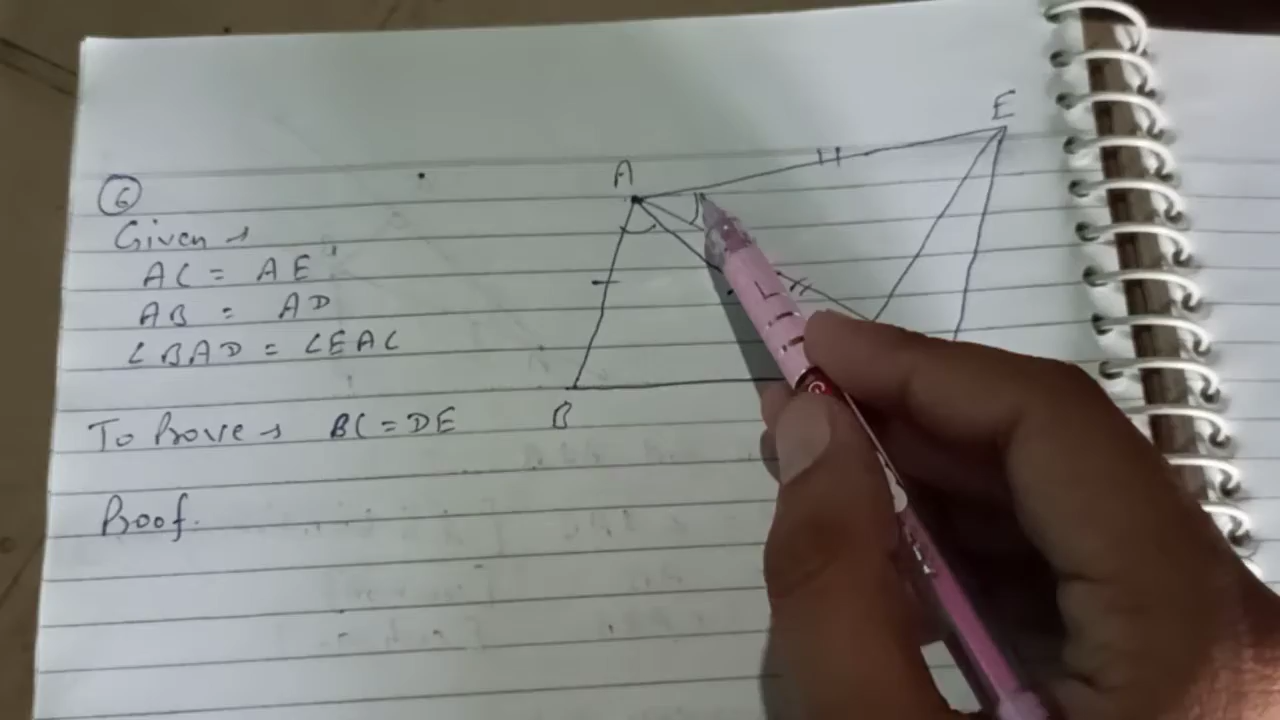 6
Given →
AC = AE
AB = AD
∠BAD = ∠EAC
To Prove → BC = DE
Proof.
A
E
B